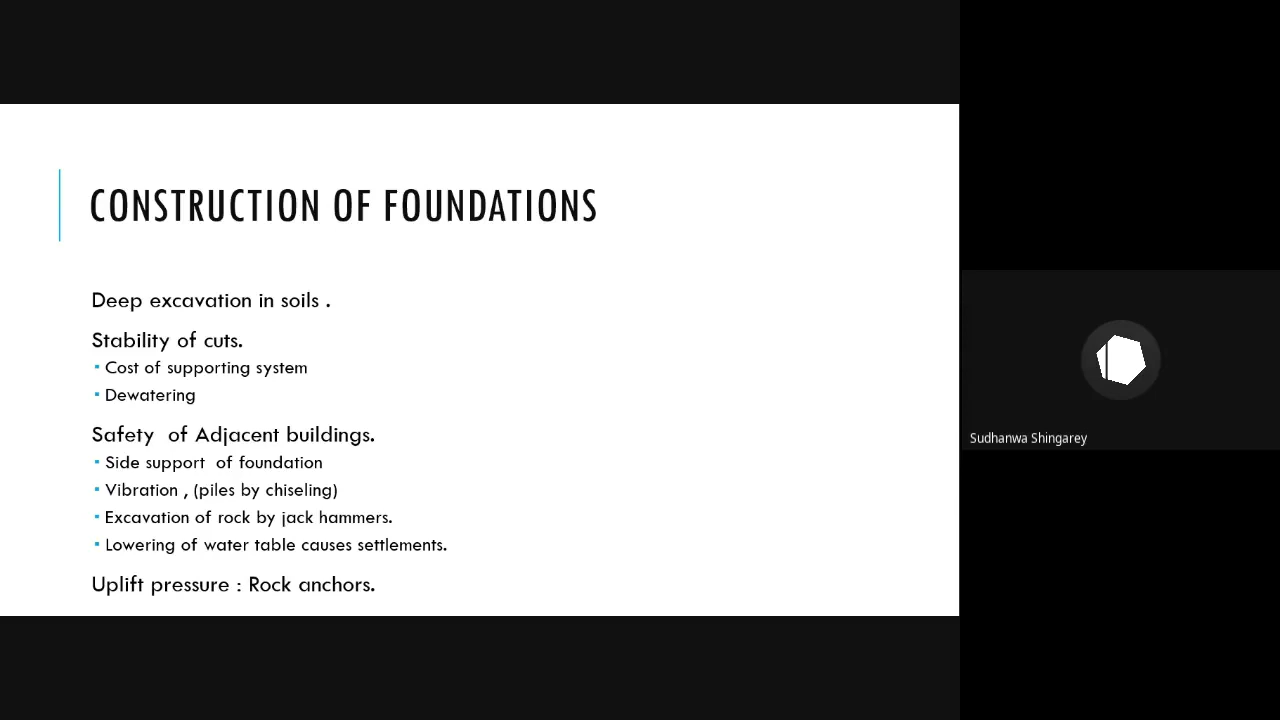 CONSTRUCTION OF FOUNDATIONS
Deep excavation in soils .
Stability of cuts.
▪ Cost of supporting system
▪ Dewatering
Safety  of Adjacent buildings.
▪ Side support  of foundation
▪ Vibration , (piles by chiseling)
▪ Excavation of rock by jack hammers.
▪ Lowering of water table causes settlements.
Uplift pressure : Rock anchors.
Sudhanwa Shingarey